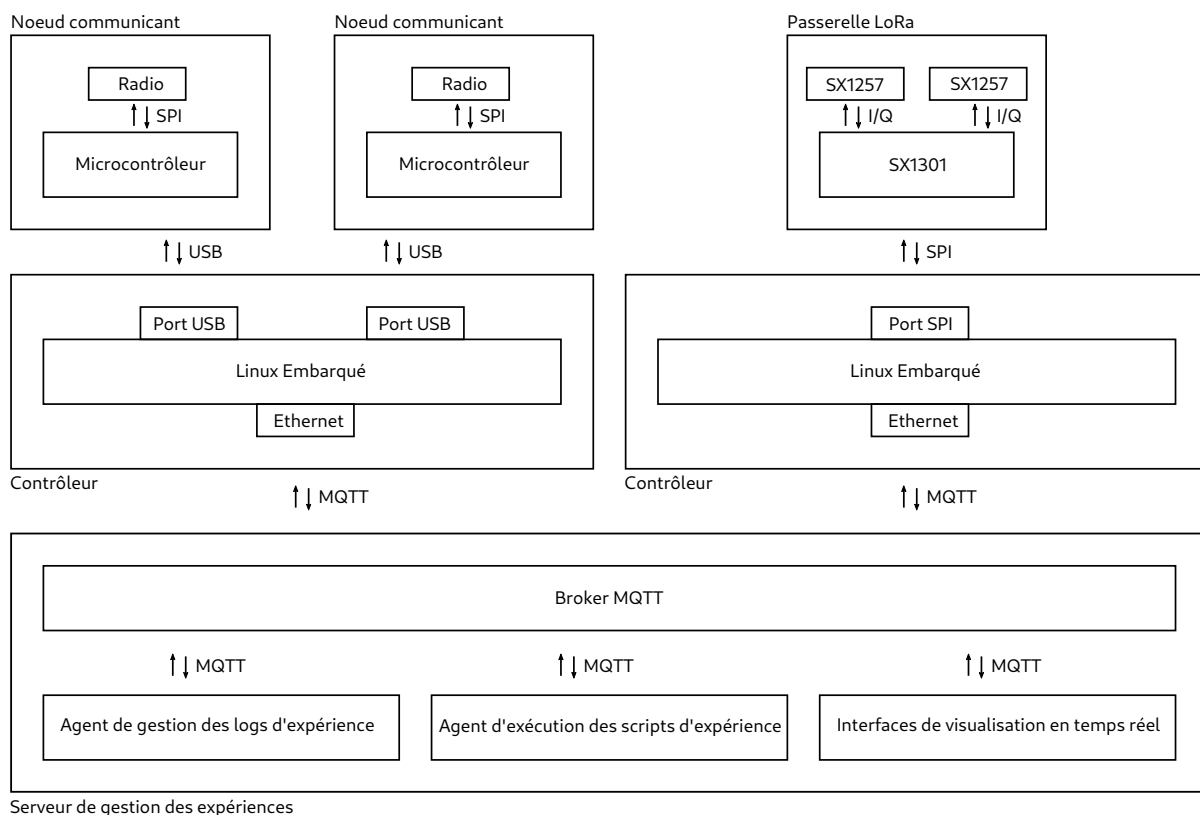 Noeud communicant
Noeud communicant
Passerelle LoRa
Radio
Radio
SX1257
SX1257
SPI
SPI
I/Q
I/Q
Microcontrôleur
Microcontrôleur
SX1301
USB
USB
SPI
Port USB
Port USB
Port SPI
Linux Embarqué
Linux Embarqué
Ethernet
Ethernet
Contrôleur
Contrôleur
MQTT
MQTT
Broker MQTT
MQTT
MQTT
MQTT
Agent de gestion des logs d'expérience
Agent d'exécution des scripts d'expérience
Interfaces de visualisation en temps réel
Serveur de gestion des expériences